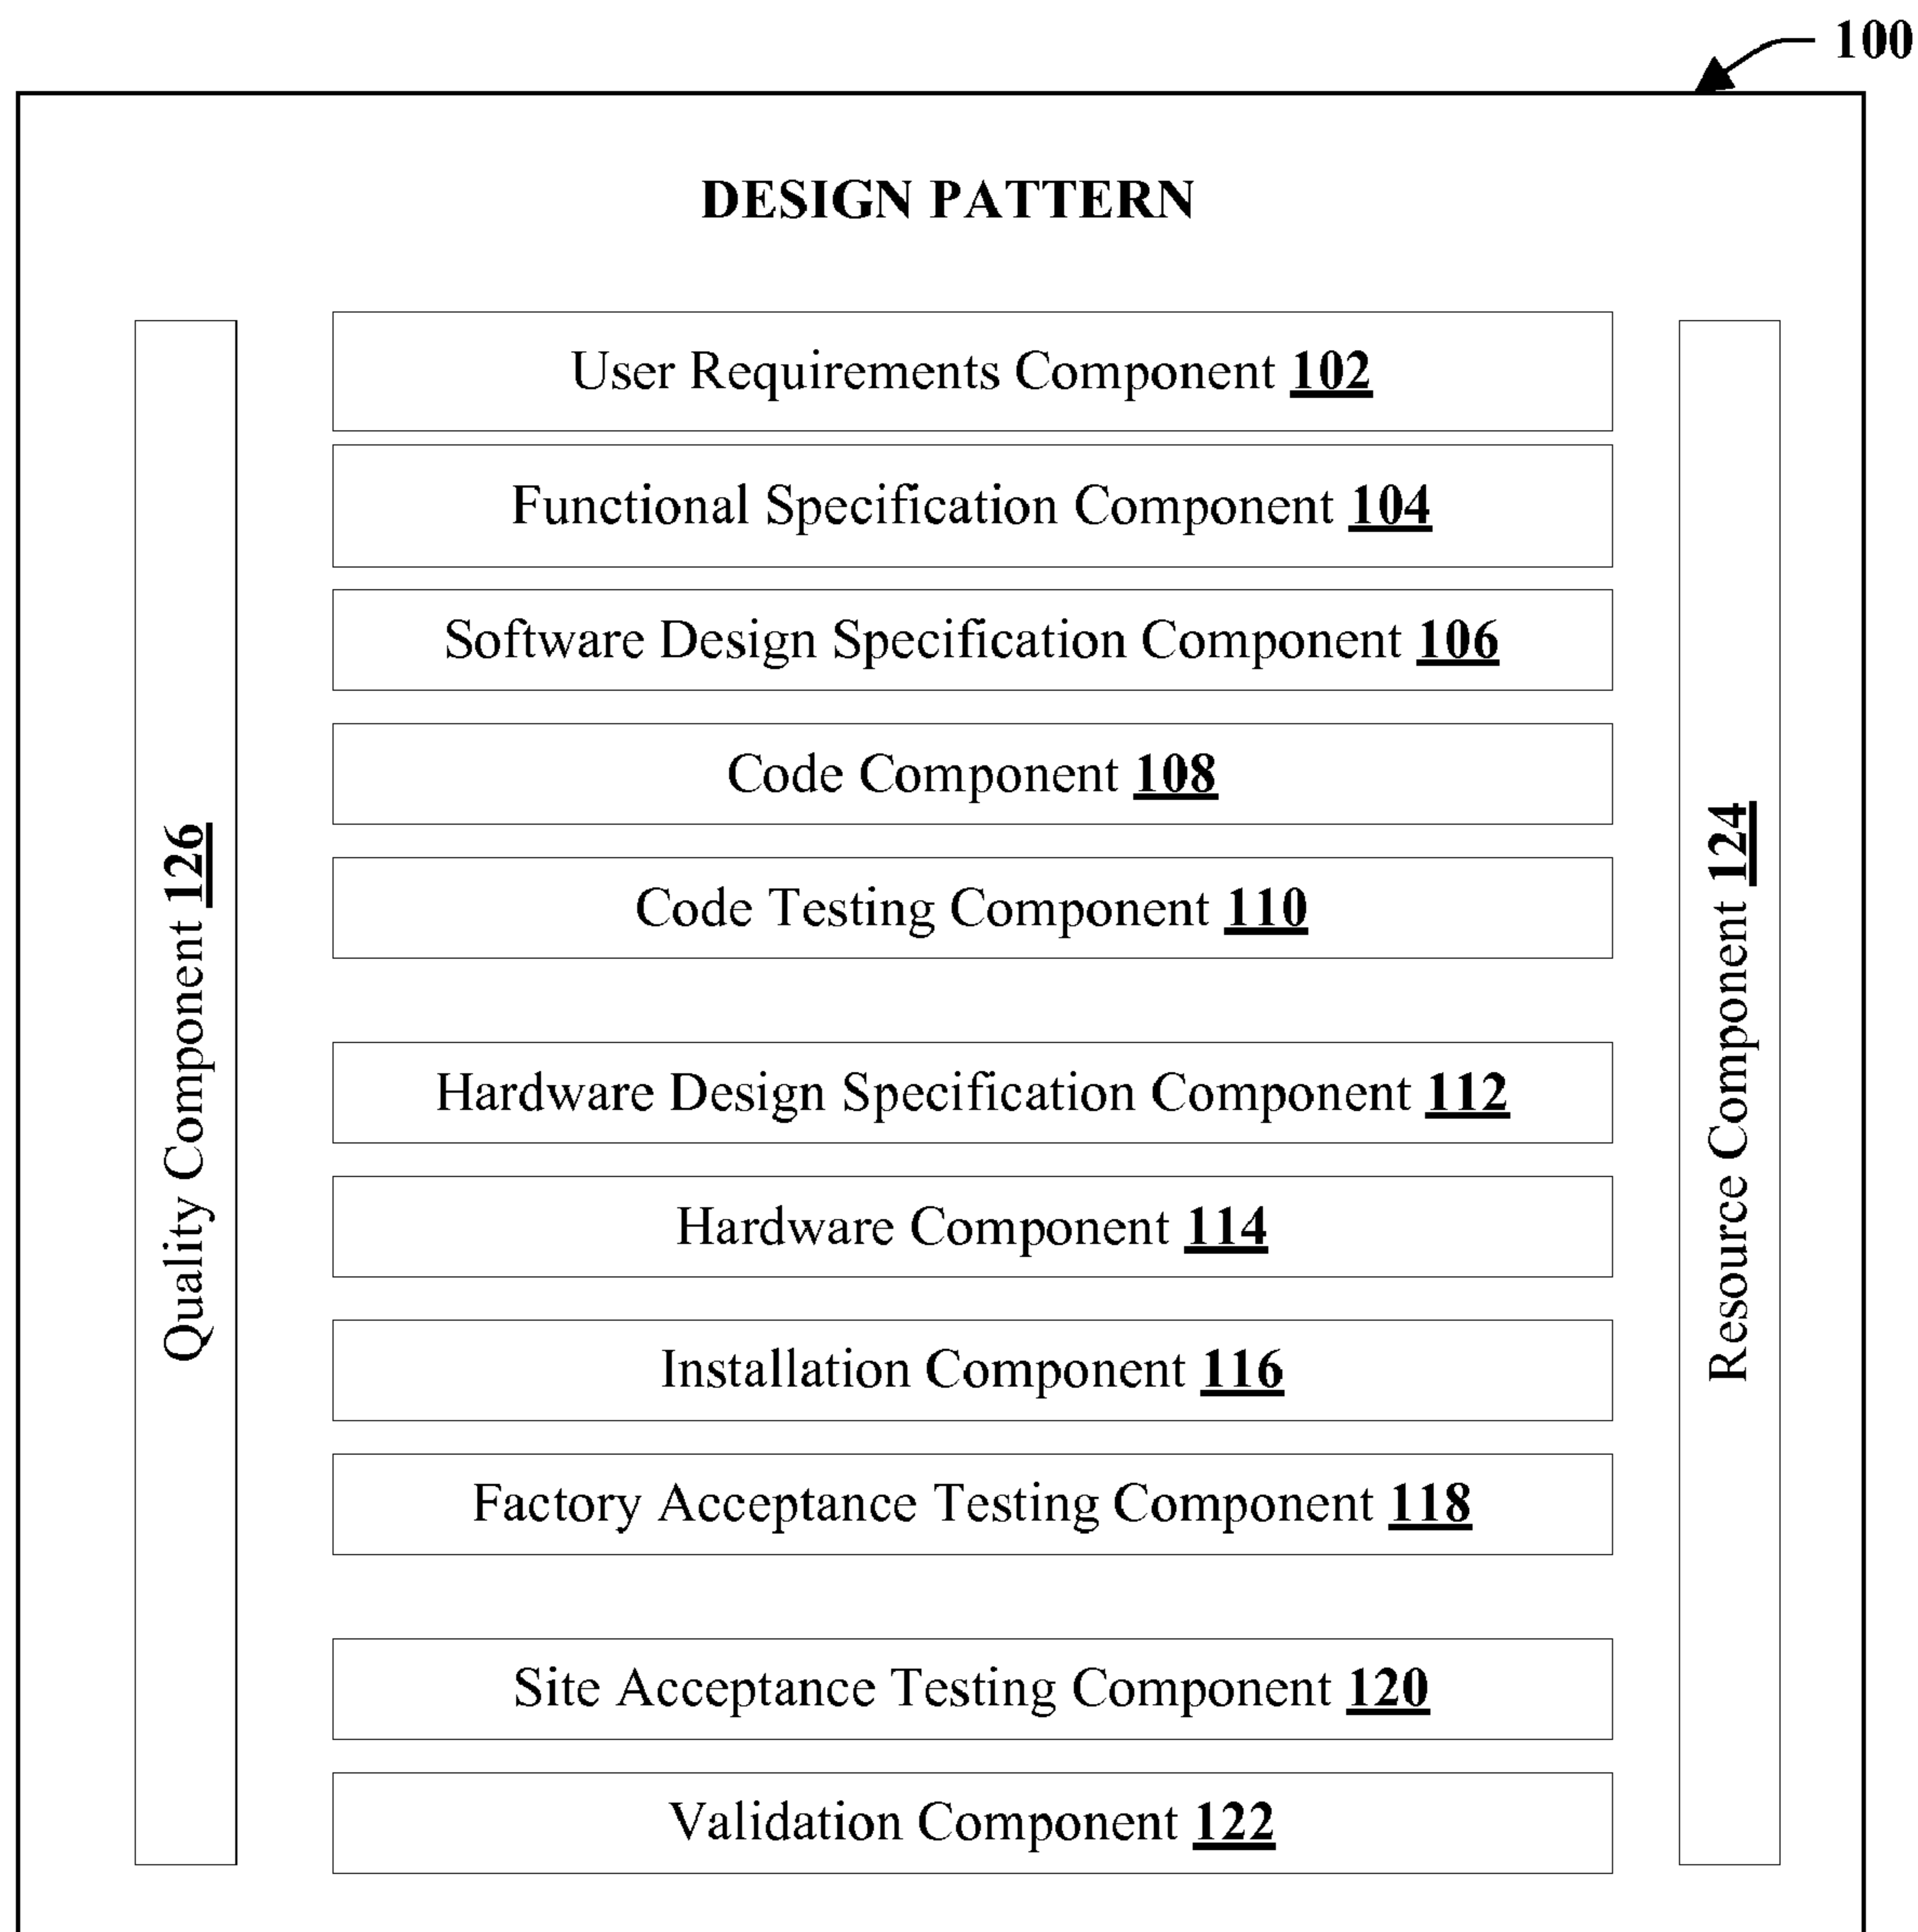 100
DESIGN PATTERN
User Requirements Component 102
Functional Specification Component 104
Software Design Specification Component 106
Code Component 108
Code Testing Component 110
Hardware Design Specification Component 112
Hardware Component 114
Installation Component 116
Factory Acceptance Testing Component 118
Site Acceptance Testing Component 120
Validation Component 122
Quality Component 126
Resource Component 124